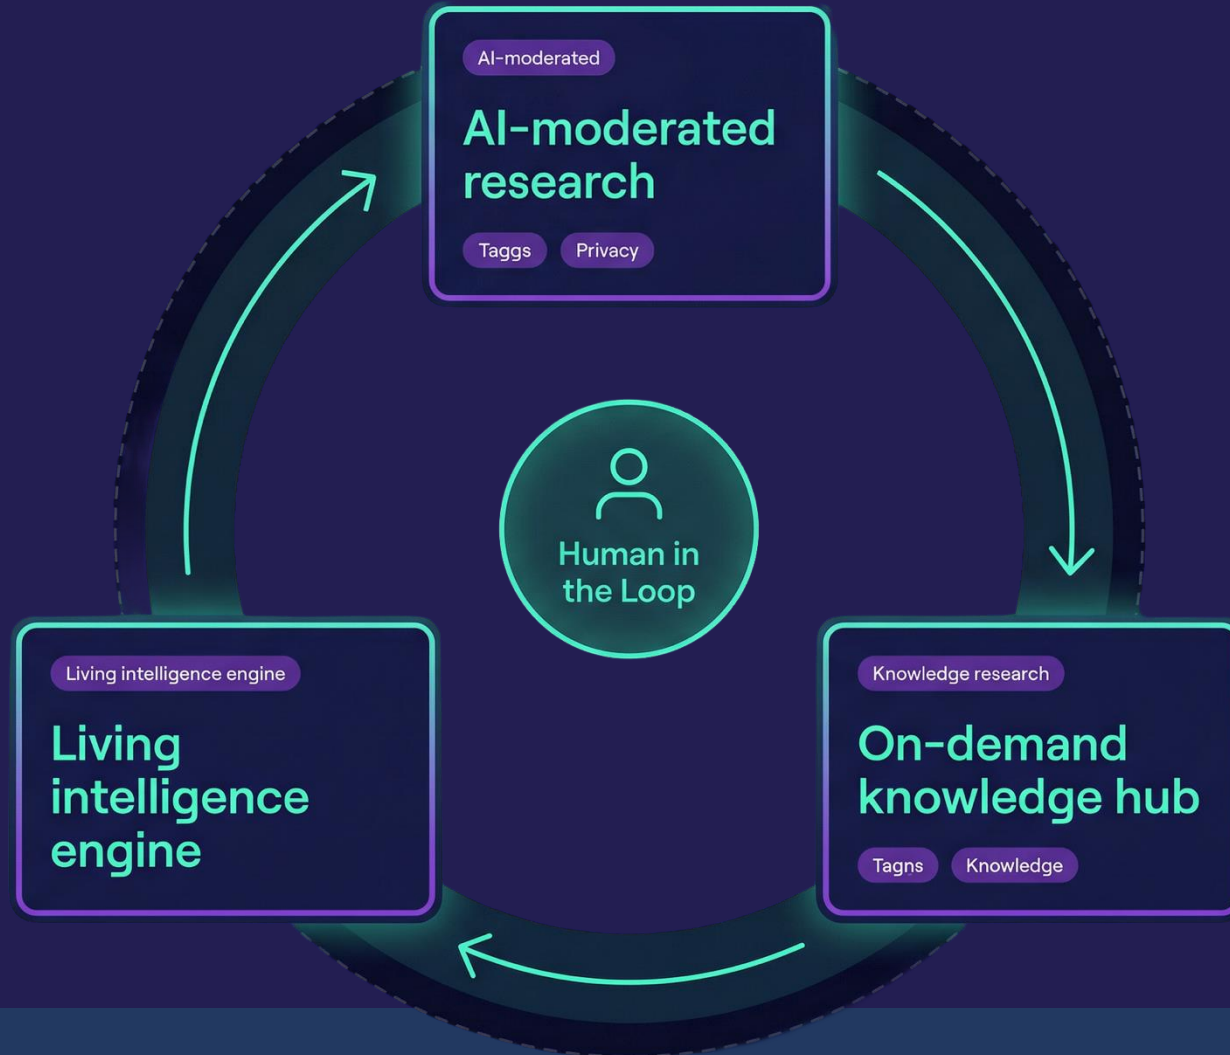 AI-moderated
AI-moderated
research
Taggs
Privacy
Human in
the Loop
Living intelligence engine
Living
intelligence
engine
Knowledge research
On-demand
knowledge hub
Tagns
Knowledge